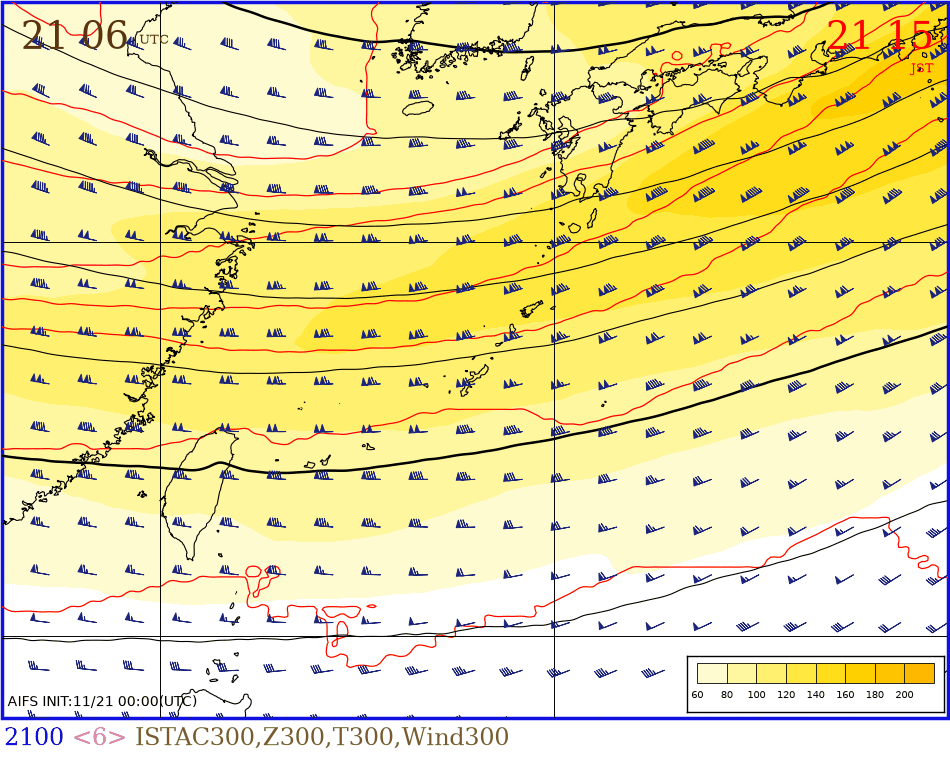 21 06 UTC
21 15
JST
AIFS INIT:11/21 00:00(UTC)
60 80 100 120 140 160 180 200
2100 <6> ISTAC300,Z300,T300,Wind300